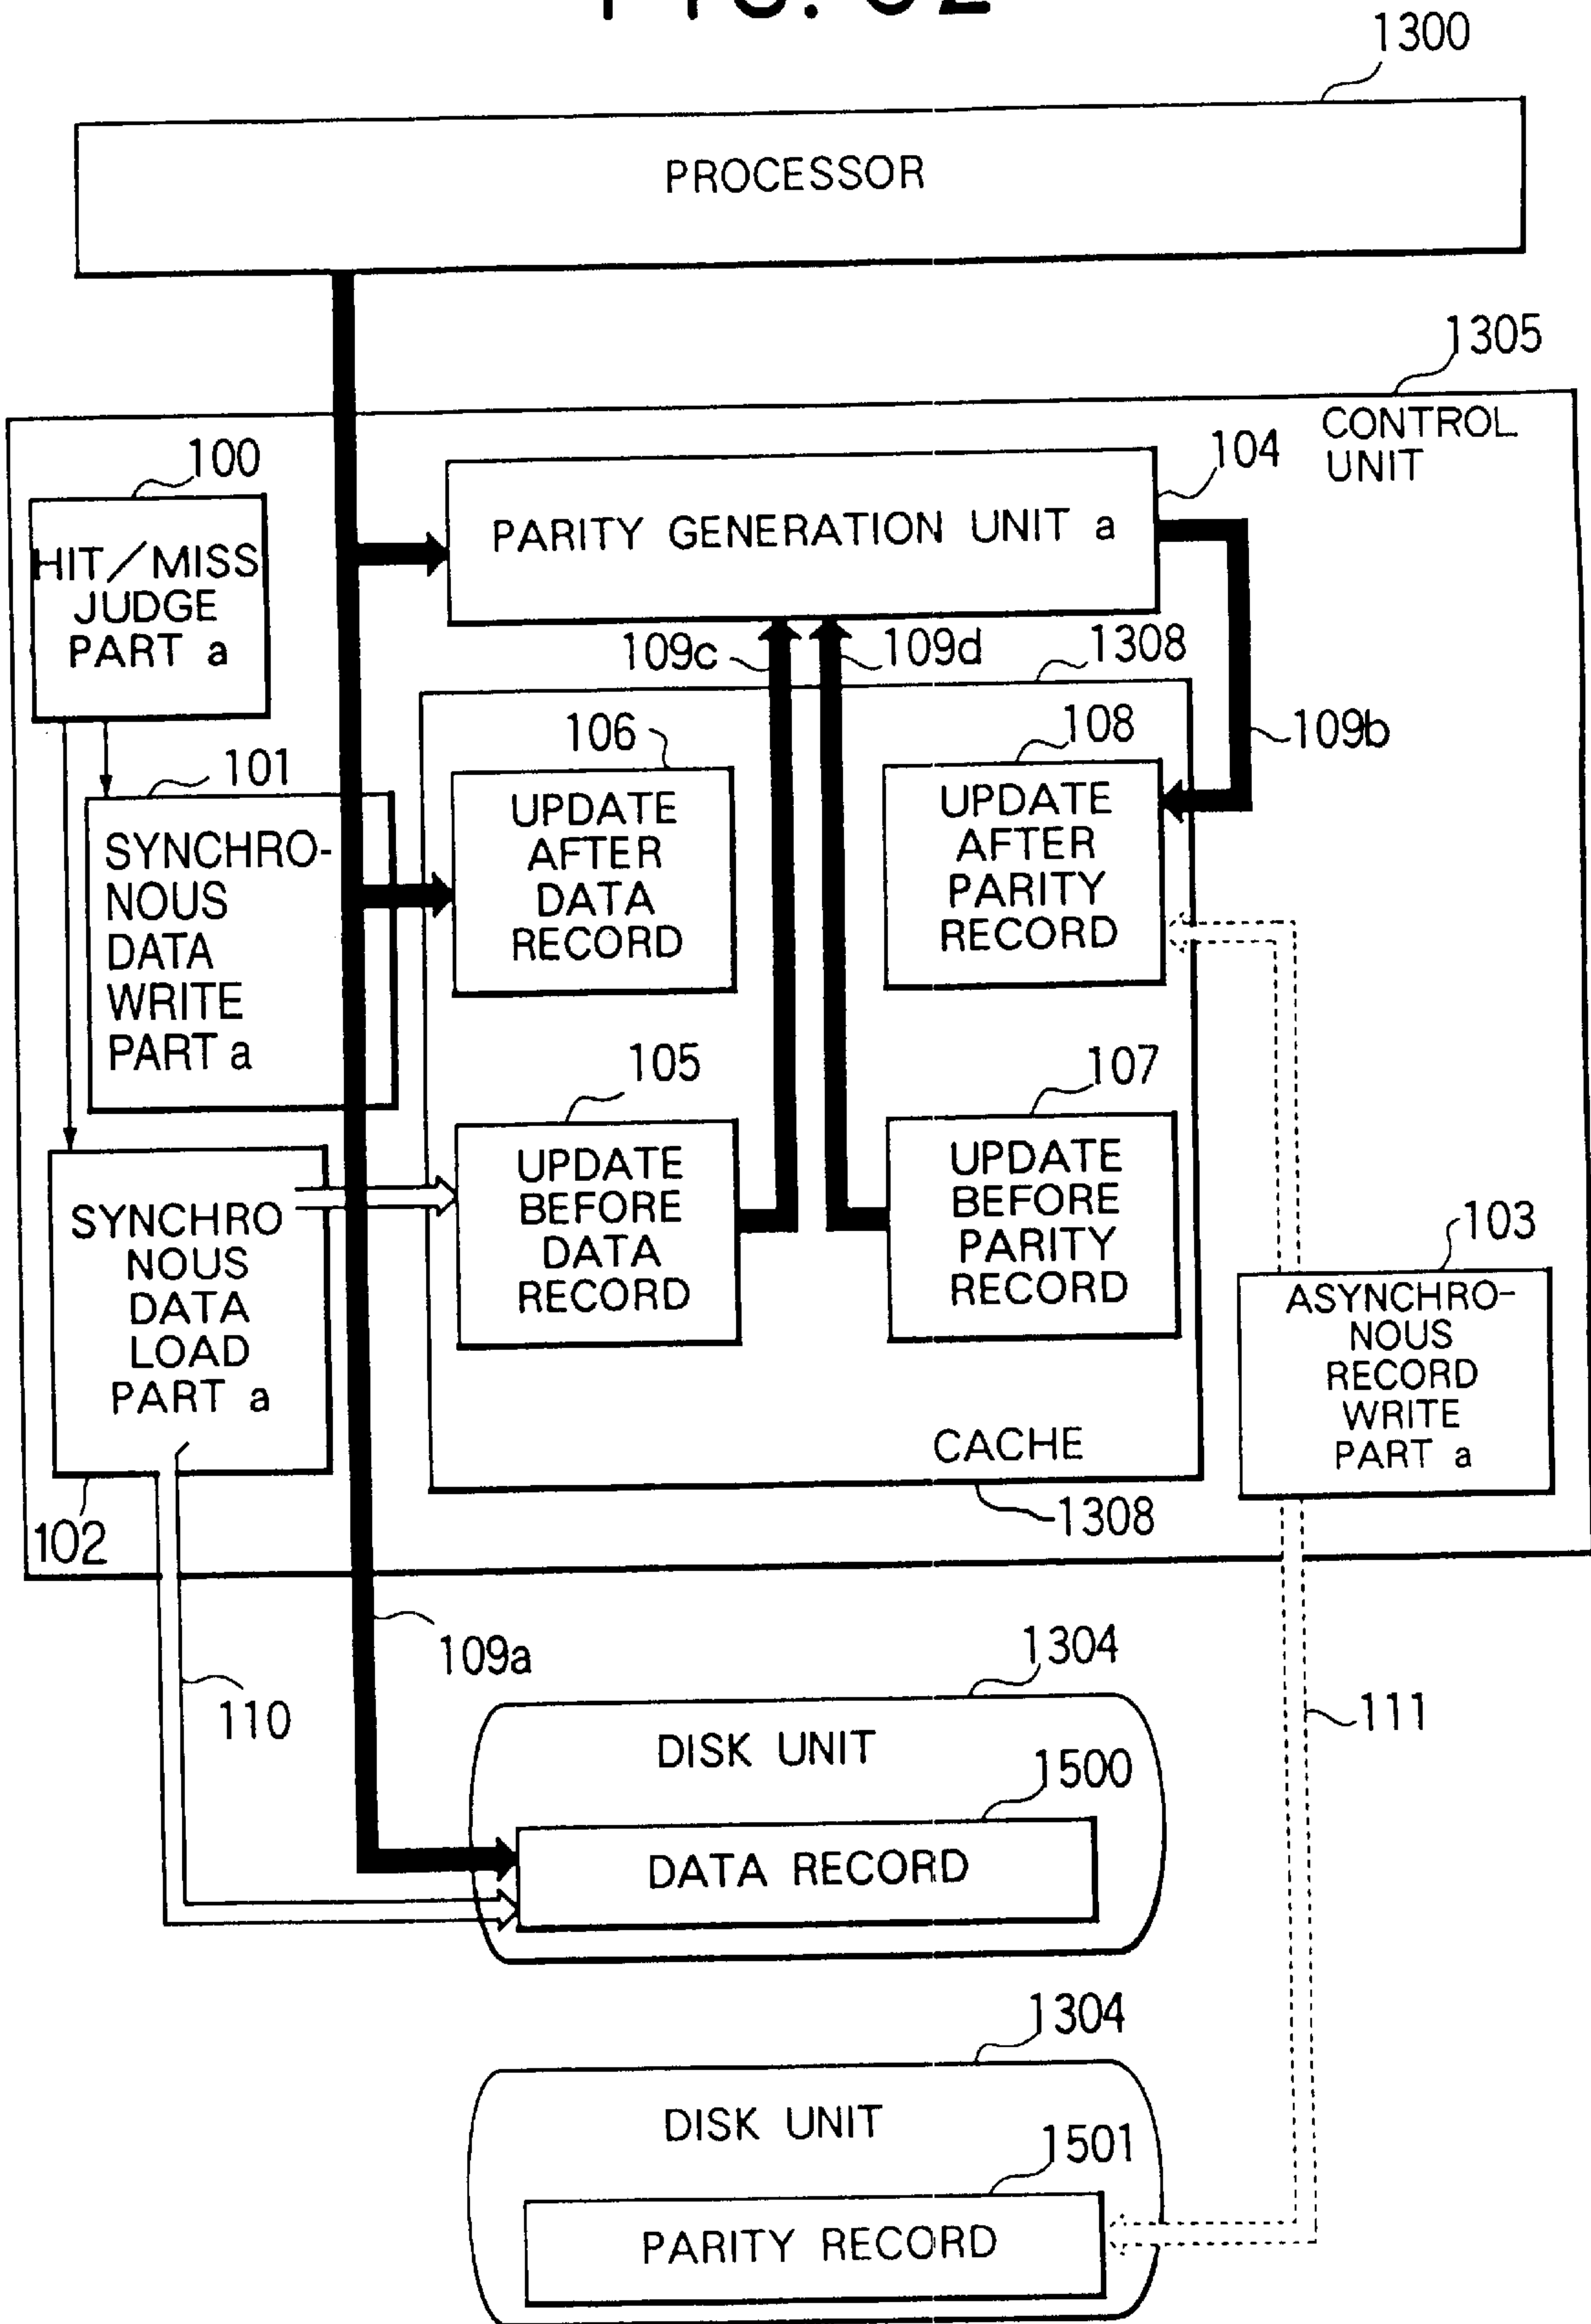 1300
PROCESSOR
1305
CONTROL
UNIT
100
HIT/MISS
JUDGE
PART a
104
PARITY GENERATION UNIT a
109c
109d
1308
109b
101
SYNCHRO-
NOUS
DATA
WRITE
PART a
106
UPDATE
AFTER
DATA
RECORD
108
UPDATE
AFTER
PARITY
RECORD
105
UPDATE
BEFORE
DATA
RECORD
107
UPDATE
BEFORE
PARITY
RECORD
SYNCHRO
NOUS
DATA
LOAD
PART a
102
103
ASYNCHRO-
NOUS
RECORD
WRITE
PART a
CACHE
1308
109a
110
111
1304
DISK UNIT
1500
DATA RECORD
1304
DISK UNIT
1501
PARITY RECORD